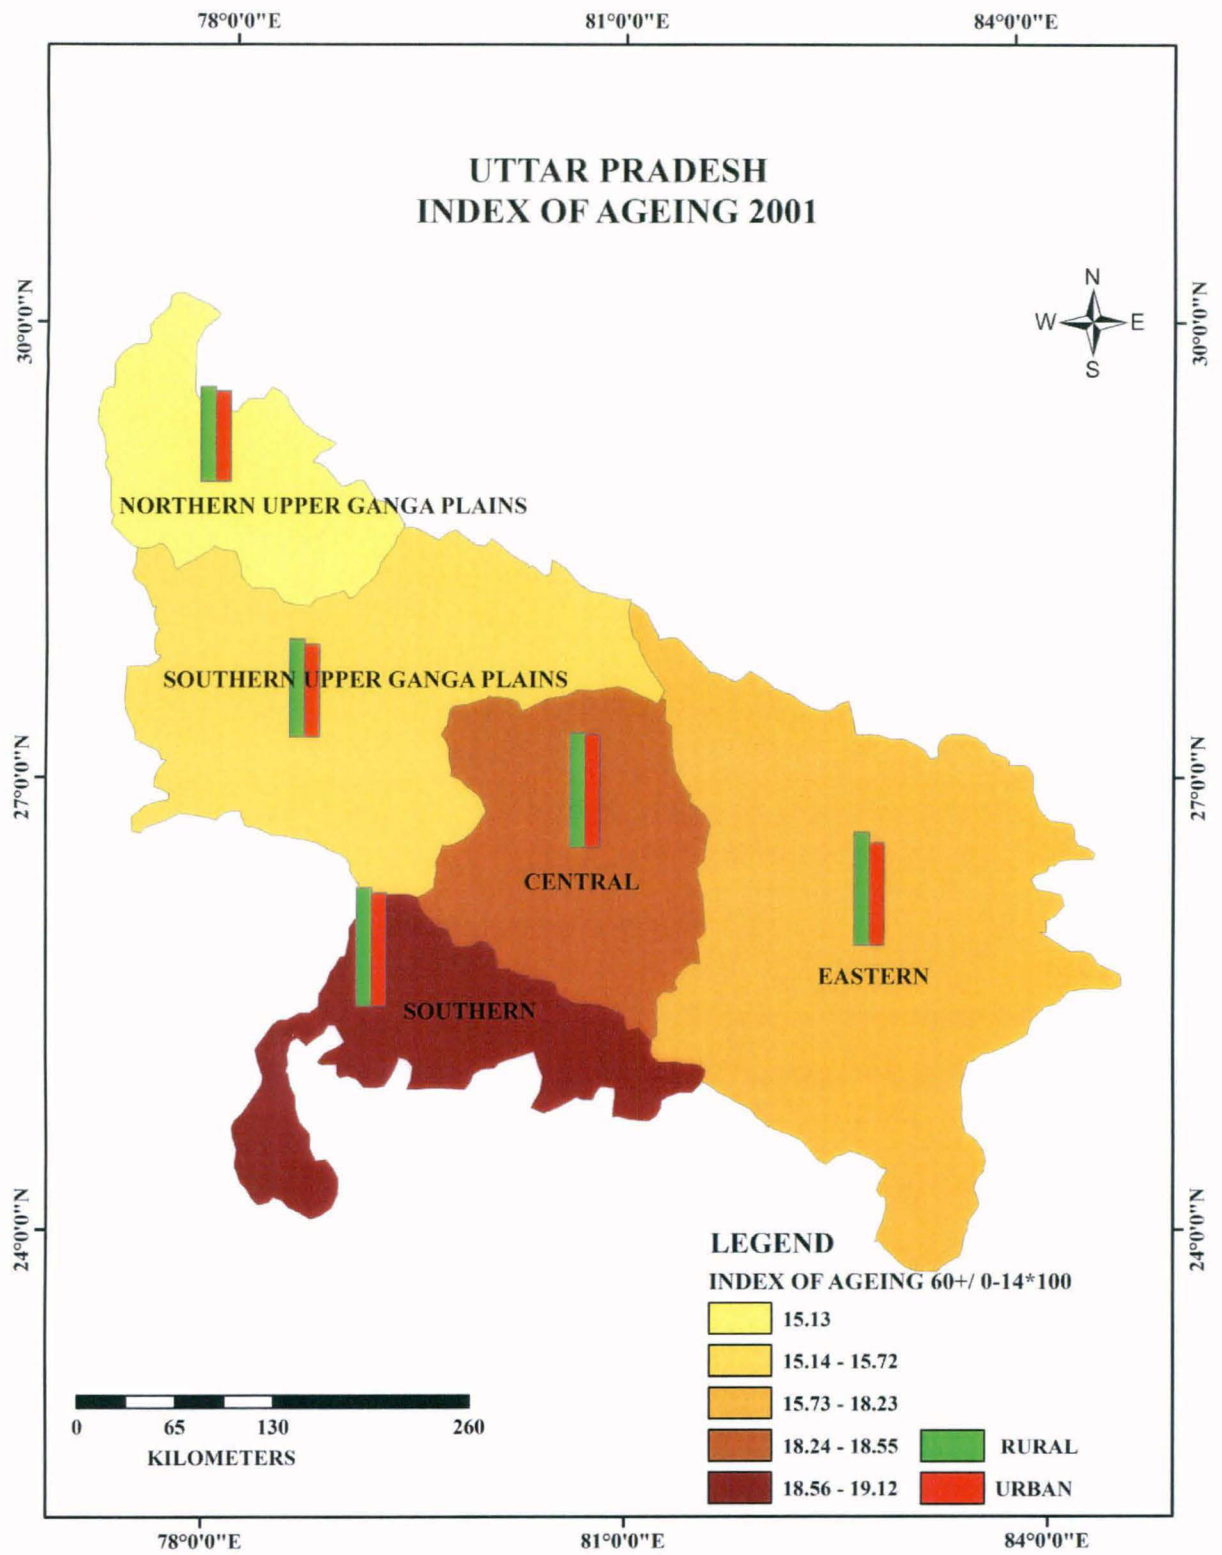 78°0'0"E
81°0'0"E
84°0'0"E
UTTAR PRADESH
INDEX OF AGEING 2001
30°0'0"N
30°0'0"N
N
W
E
S
NORTHERN UPPER GANGA PLAINS
SOUTHERN UPPER GANGA PLAINS
27°0'0"N
27°0'0"N
CENTRAL
EASTERN
SOUTHERN
24°0'0"N
24°0'0"N
LEGEND
INDEX OF AGEING 60+/ 0-14*100
15.13
15.14 - 15.72
15.73 - 18.23
18.24 - 18.55
RURAL
18.56 - 19.12
URBAN
0 65 130 260
KILOMETERS
78°0'0"E
81°0'0"E
84°0'0"E